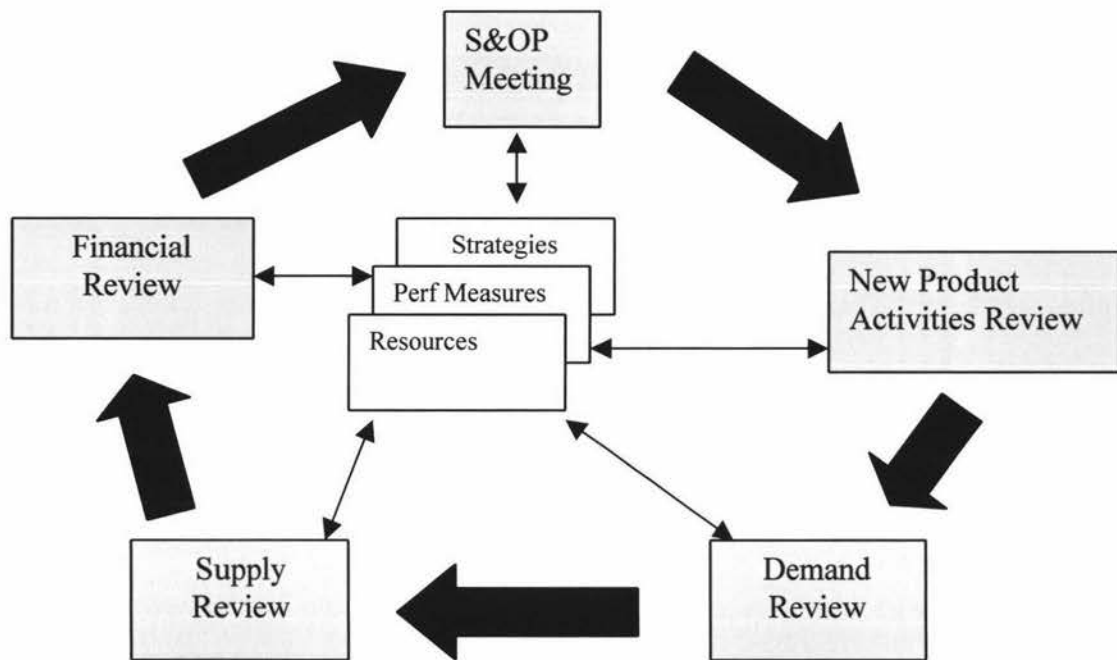 S&OP
Meeting
Financial
Review
Strategies
Perf Measures
Resources
New Product
Activities Review
Supply
Review
Demand
Review